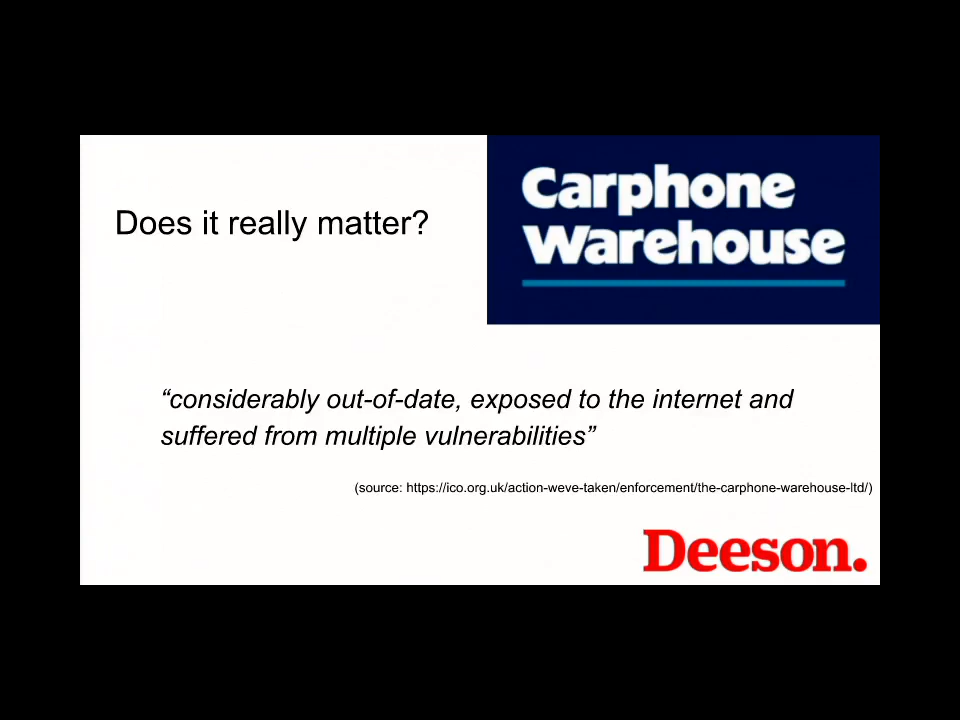 Does it really matter?
Carphone
Warehouse
“considerably out-of-date, exposed to the internet and
suffered from multiple vulnerabilities”
(source: https://ico.org.uk/action-weve-taken/enforcement/the-carphone-warehouse-ltd/)
Deeson.